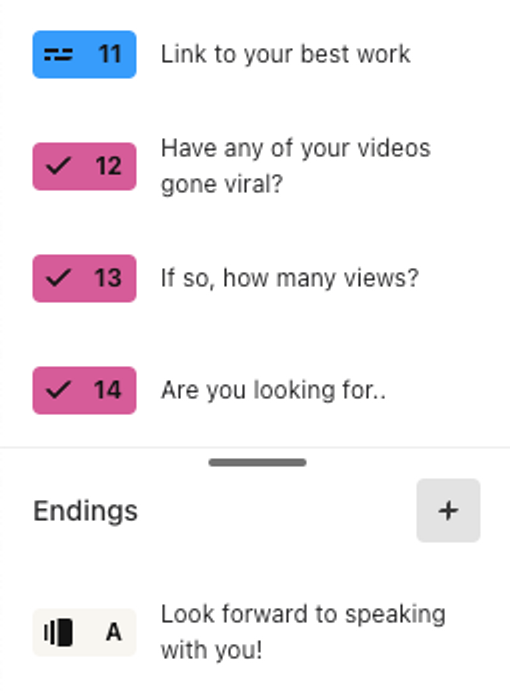 11 Link to your best work
12 Have any of your videos
gone viral?
13 If so, how many views?
14 Are you looking for..
Endings +
A Look forward to speaking
with you!